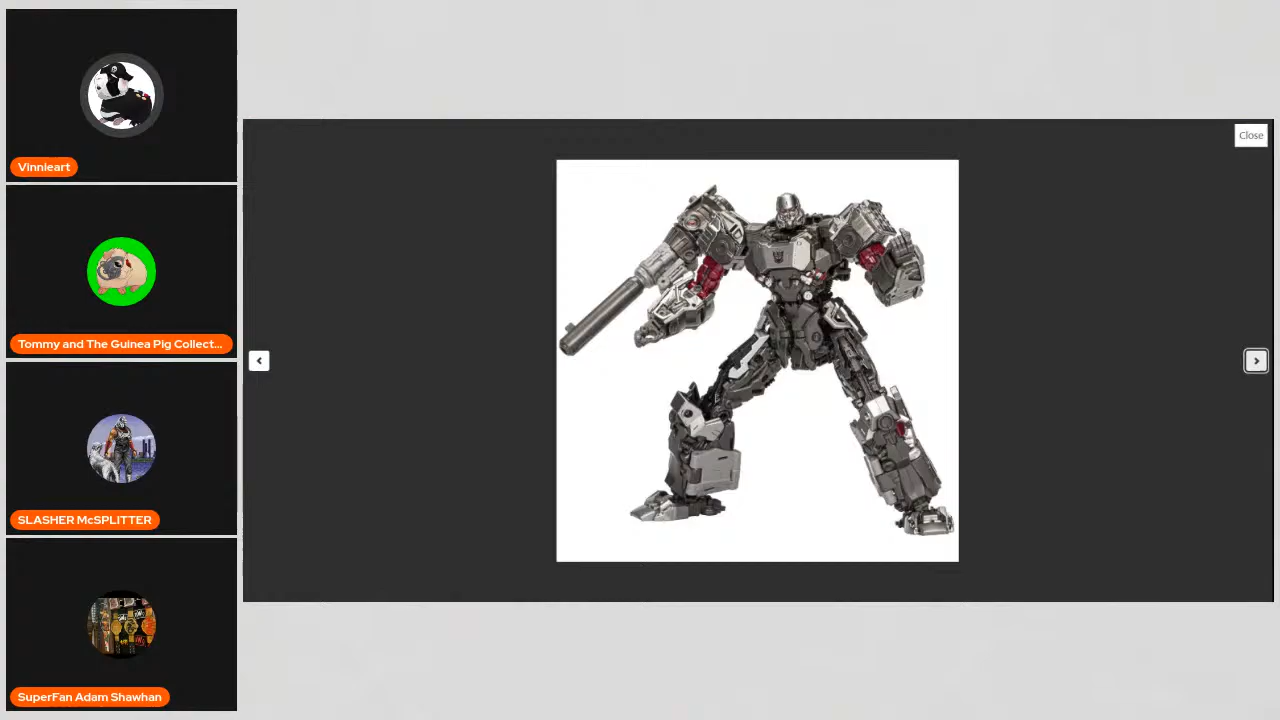 Close
Vinnieart
Tommy and The Guinea Pig Collect...
SLASHER McSPLITTER
SuperFan Adam Shawhan